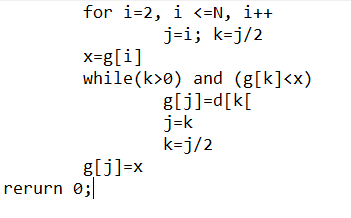 for i=2, i <=N, i++
j=i; k=j/2
x=g[i]
while(k>0) and (g[k]<x)
g[j]=d[k[
j=k
k=j/2
g[j]=x
rerurn 0;